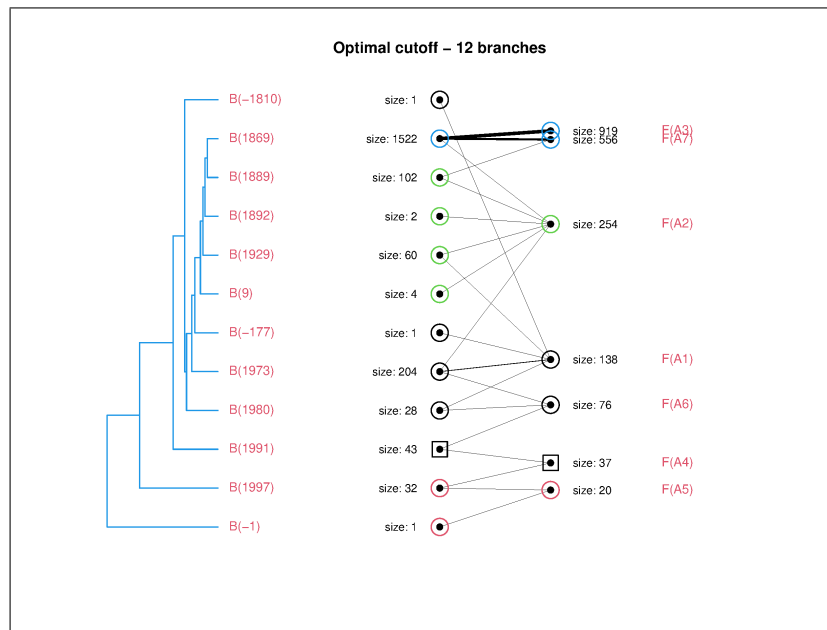 Optimal cutoff – 12 branches
B(−1810) size: 1
size: 919 F(A3)
B(1869) size: 1522 size: 556 F(A7)
B(1889) size: 102
B(1892) size: 2 size: 254 F(A2)
B(1929) size: 60
B(9) size: 4
B(−177) size: 1
size: 138 F(A1)
B(1973) size: 204
B(1980) size: 28 size: 76 F(A6)
B(1991) size: 43
size: 37 F(A4)
B(1997) size: 32 size: 20 F(A5)
B(−1) size: 1